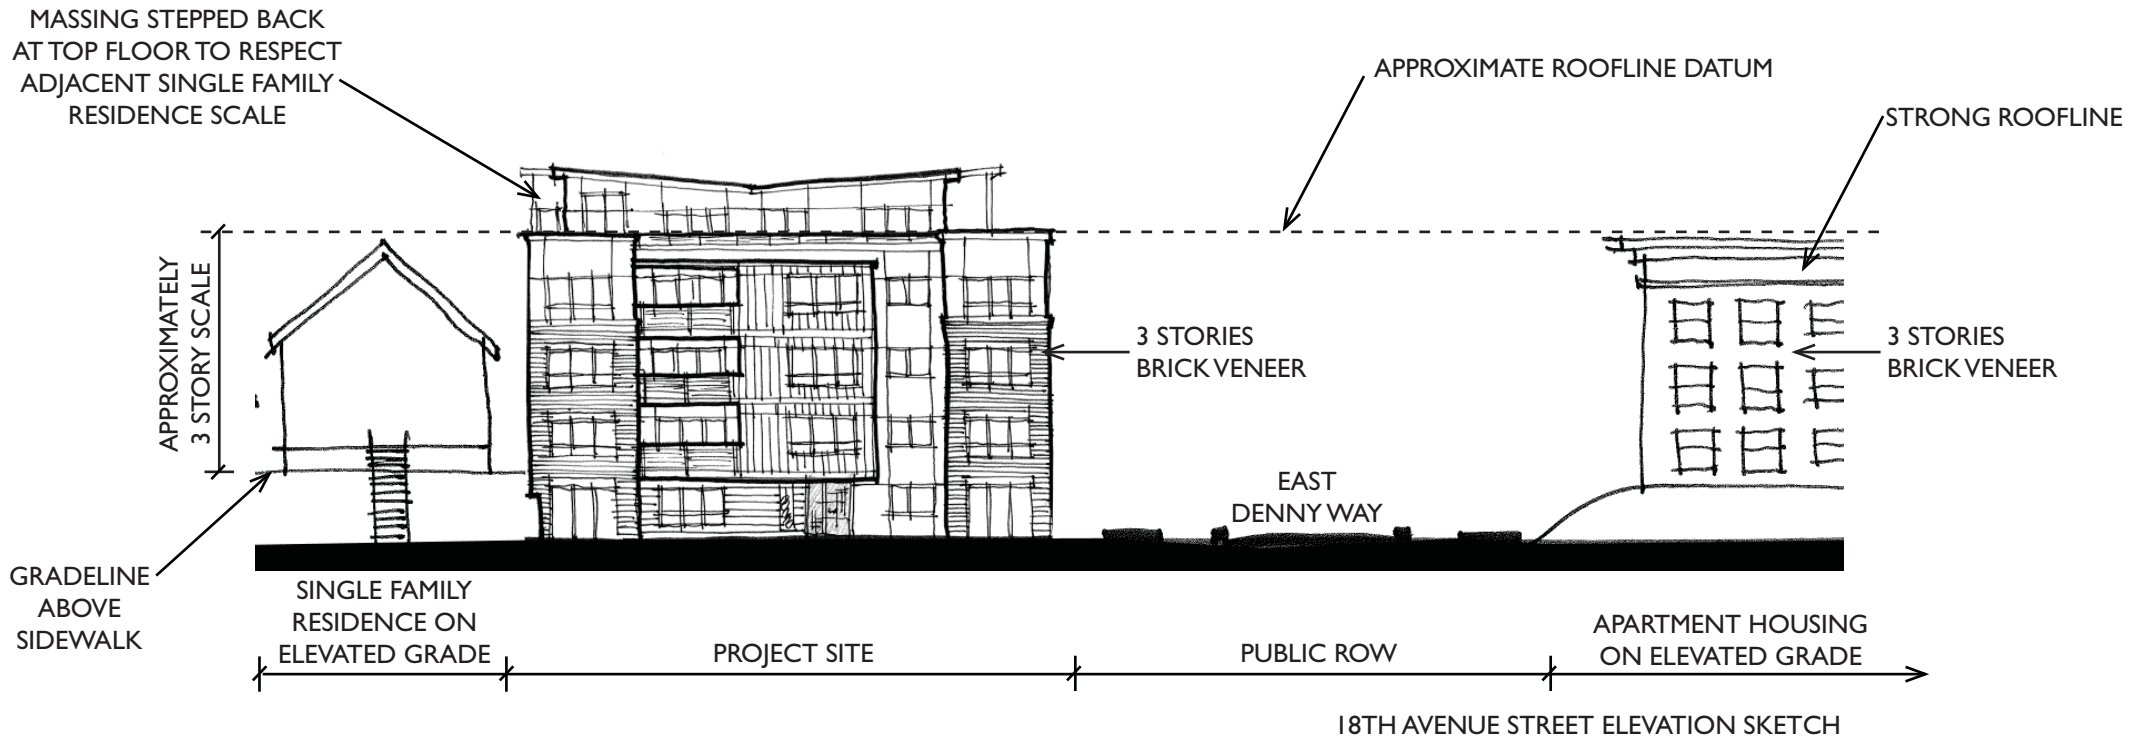 MASSING STEPPED BACK
AT TOP FLOOR TO RESPECT
ADJACENT SINGLE FAMILY
RESIDENCE SCALE
APPROXIMATE ROOFLINE DATUM
STRONG ROOFLINE
APPROXIMATELY
3 STORY SCALE
3 STORIES
BRICK VENEER
3 STORIES
BRICK VENEER
EAST
DENNY WAY
GRADELINE
ABOVE
SIDEWALK
SINGLE FAMILY
RESIDENCE ON
ELEVATED GRADE
PROJECT SITE
PUBLIC ROW
APARTMENT HOUSING
ON ELEVATED GRADE
18TH AVENUE STREET ELEVATION SKETCH